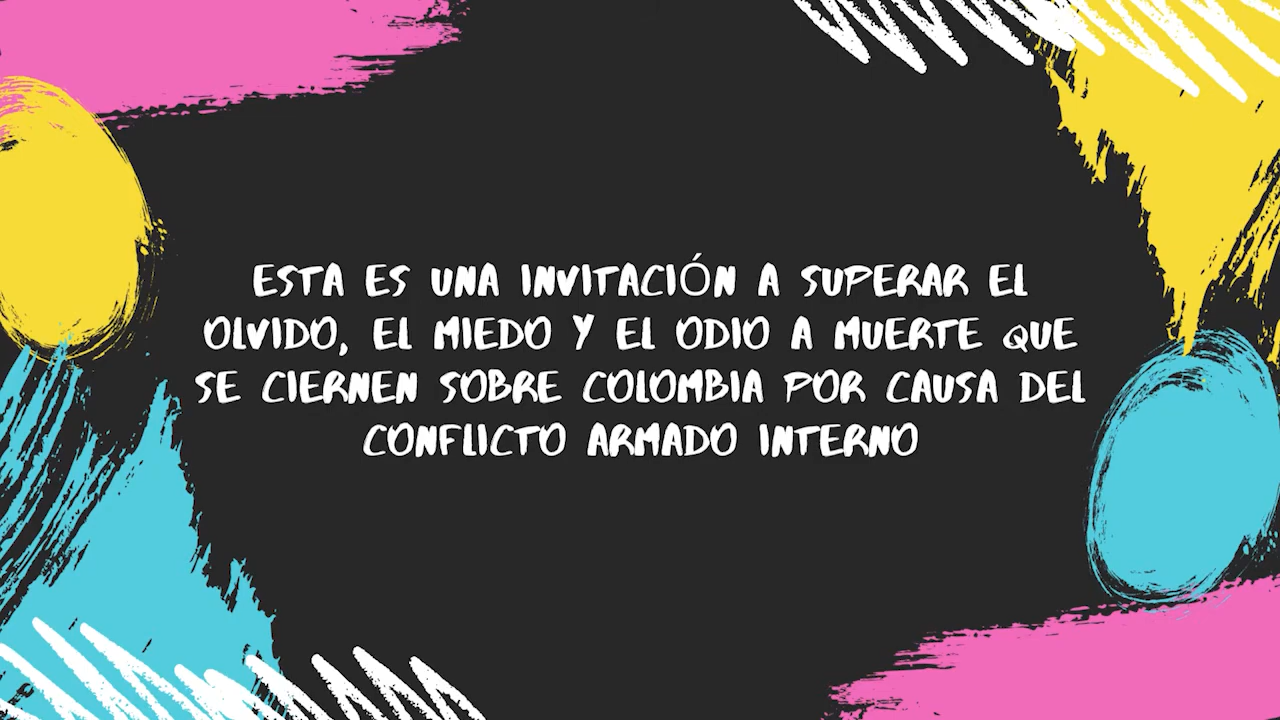 ESTA ES UNA INVITACIÓN A SUPERAR EL
OLVIDO, EL MIEDO Y EL ODIO A MUERTE QUE
SE CIERNEN SOBRE COLOMBIA POR CAUSA DEL
CONFLICTO ARMADO INTERNO